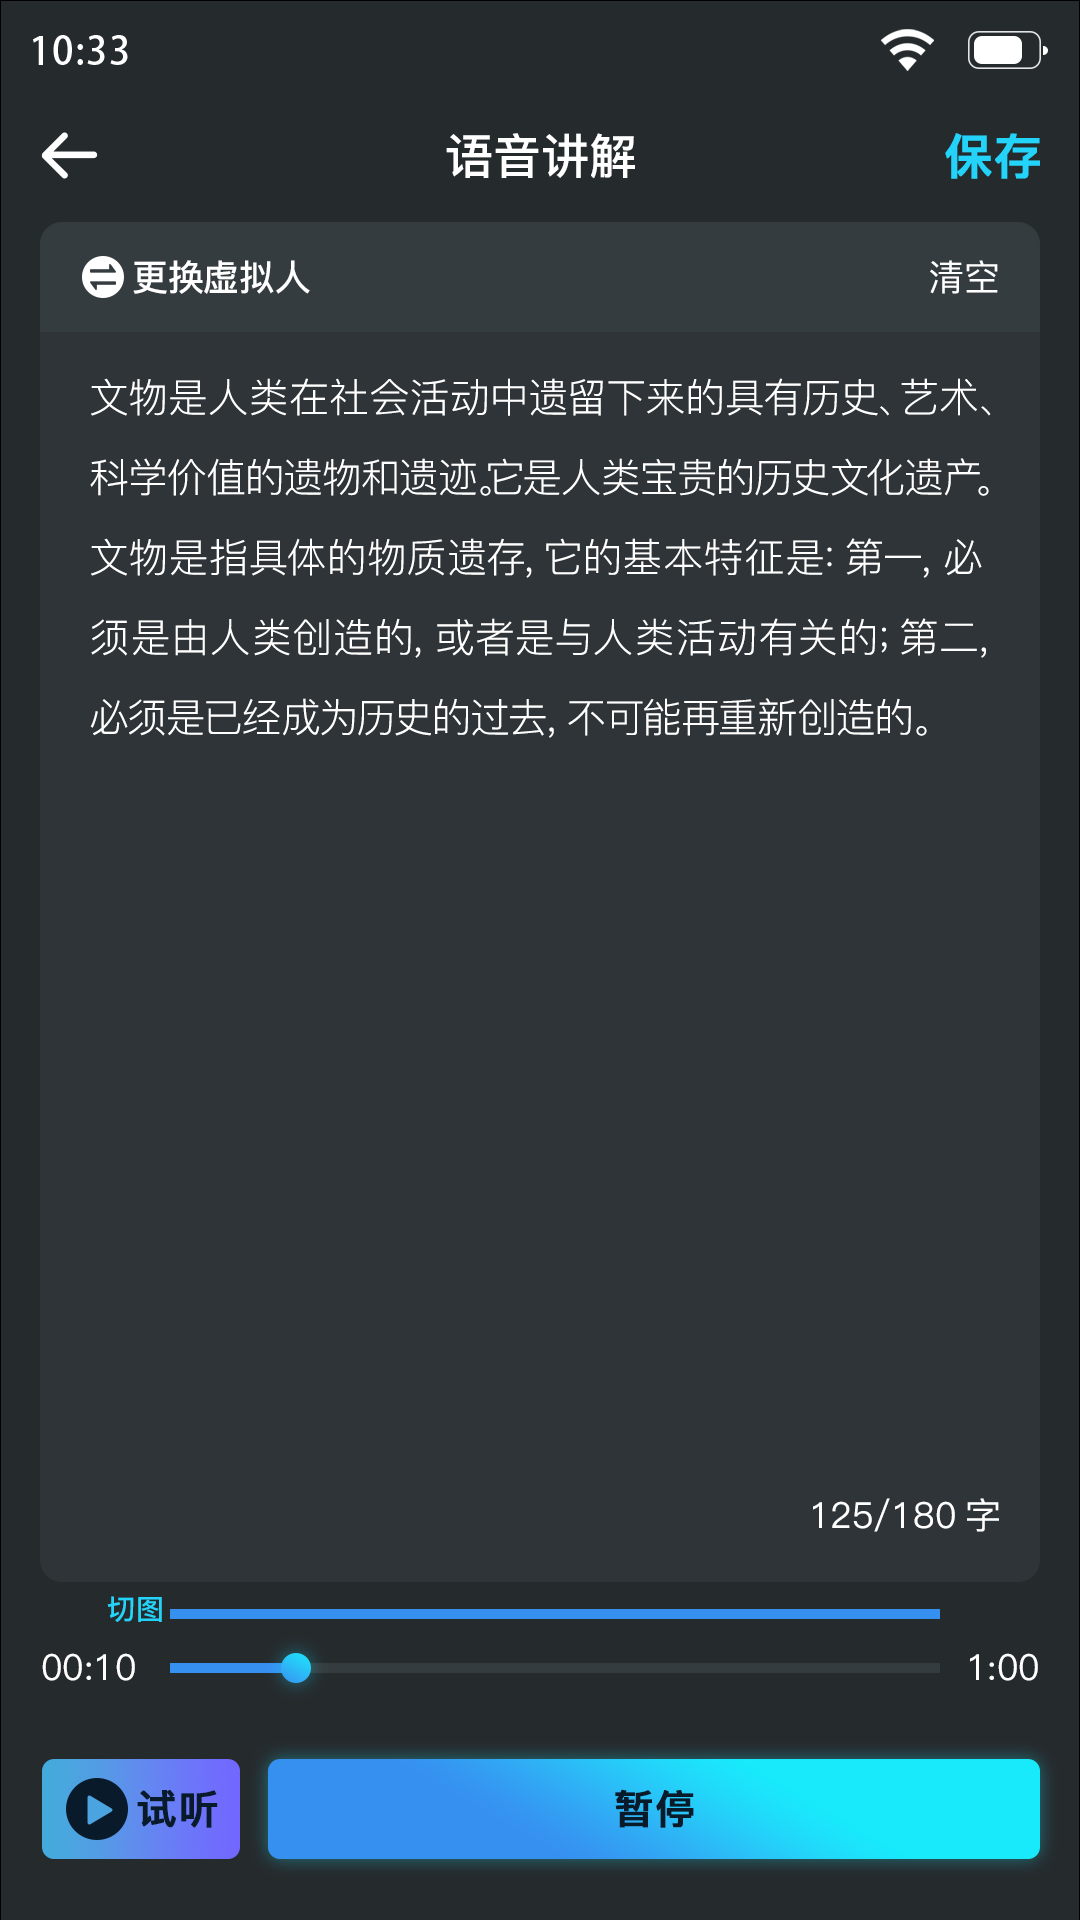 10:33
语音讲解
保存
更换虚拟人
清空
文物是人类在社会活动中遗留下来的具有历史、艺术、
科学价值的遗物和遗迹。它是人类宝贵的历史文化遗产。
文物是指具体的物质遗存, 它的基本特征是: 第一, 必
须是由人类创造的, 或者是与人类活动有关的; 第二,
必须是已经成为历史的过去, 不可能再重新创造的。
125/180 字
切图
00:10
1:00
试听
暂停